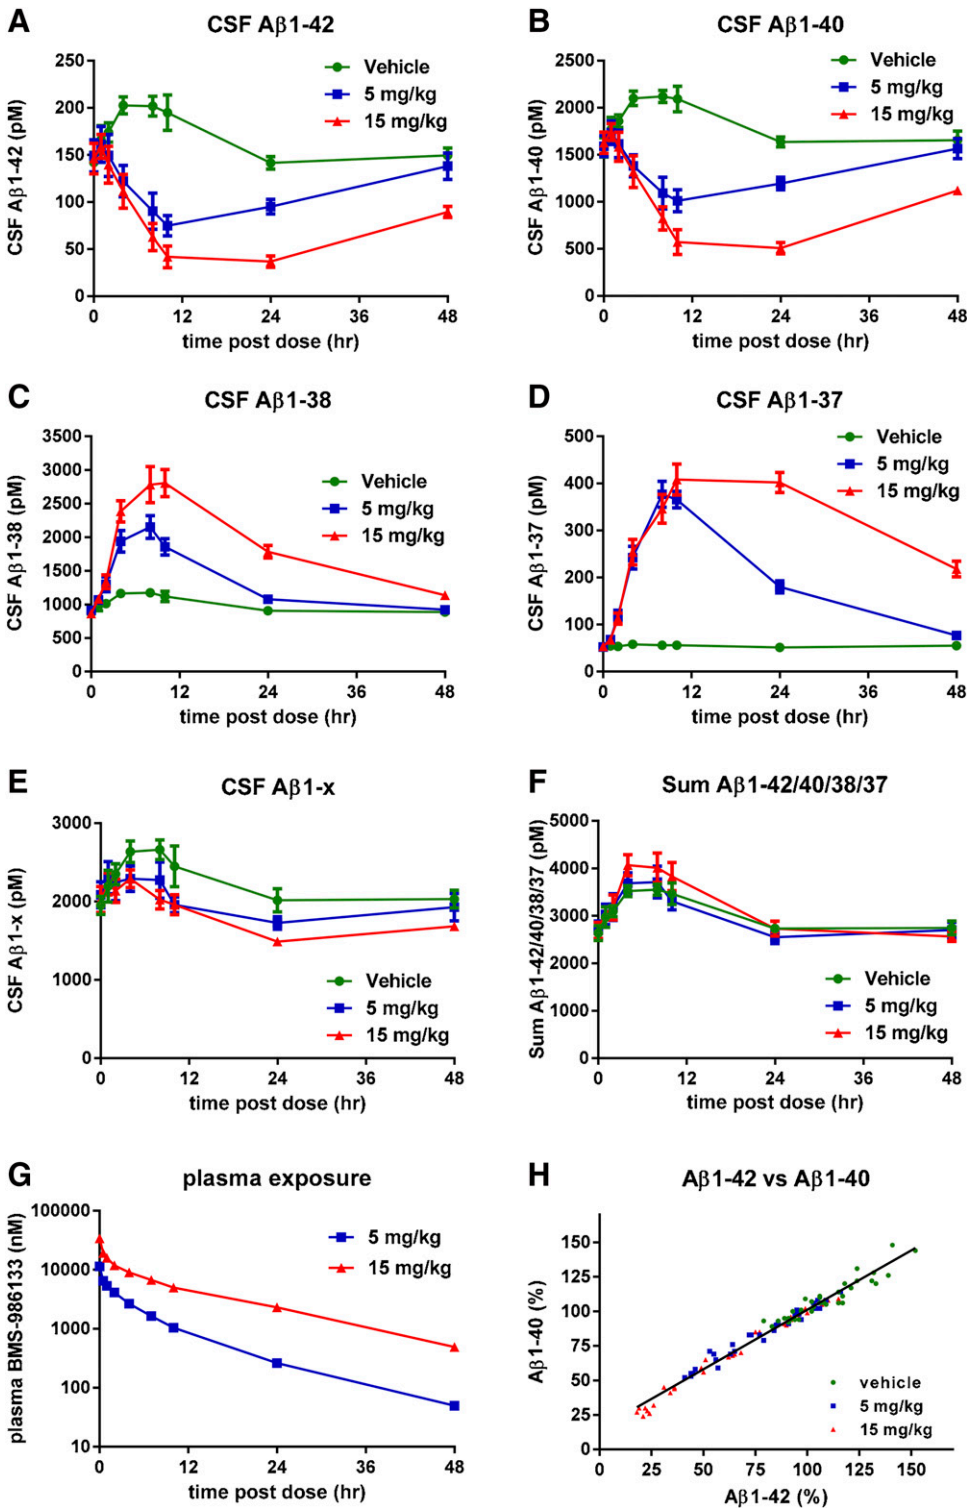 A
CSF Aβ1-42
CSF Aβ1-42 (pM)
250
200
150
100
50
0
0 12 24 36 48
time post dose (hr)
Vehicle
5 mg/kg
15 mg/kg
B
CSF Aβ1-40
CSF Aβ1-40 (pM)
2500
2000
1500
1000
500
0
0 12 24 36 48
time post dose (hr)
Vehicle
5 mg/kg
15 mg/kg
C
CSF Aβ1-38
CSF Aβ1-38 (pM)
3500
3000
2500
2000
1500
1000
500
0
0 12 24 36 48
time post dose (hr)
Vehicle
5 mg/kg
15 mg/kg
D
CSF Aβ1-37
CSF Aβ1-37 (pM)
500
400
300
200
100
0
0 12 24 36 48
time post dose (hr)
Vehicle
5 mg/kg
15 mg/kg
E
CSF Aβ1-x
CSF Aβ1-x (pM)
3000
2000
1000
0
0 12 24 36 48
time post dose (hr)
Vehicle
5 mg/kg
15 mg/kg
F
Sum Aβ1-42/40/38/37
Sum Aβ1-42/40/38/37 (pM)
5000
4000
3000
2000
1000
0
0 12 24 36 48
time post dose (hr)
Vehicle
5 mg/kg
15 mg/kg
G
plasma exposure
plasma BMS-986133 (nM)
100000
10000
1000
100
10
0 12 24 36 48
time post dose (hr)
5 mg/kg
15 mg/kg
H
Aβ1-42 vs Aβ1-40
Aβ1-40 (%)
150
125
100
75
50
25
0
0 25 50 75 100 125 150
Aβ1-42 (%)
vehicle
5 mg/kg
15 mg/kg